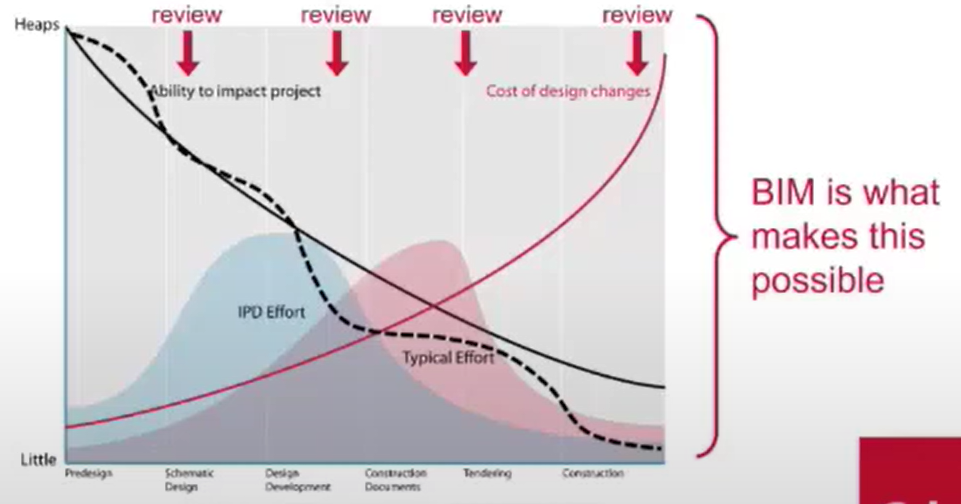 review review review review
Heaps
Ability to impact project
Cost of design changes
BIM is what
makes this
possible
IPD Effort
Typical Effort
Little
Predesign
Schematic
Design
Design
Development
Construction
Documents
Tendering
Construction